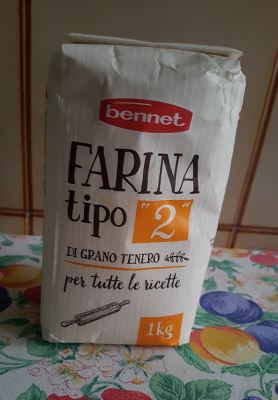 bennet
FARINA
tipo "2"
DI GRANO TENERO
per tutte le ricette
1kg